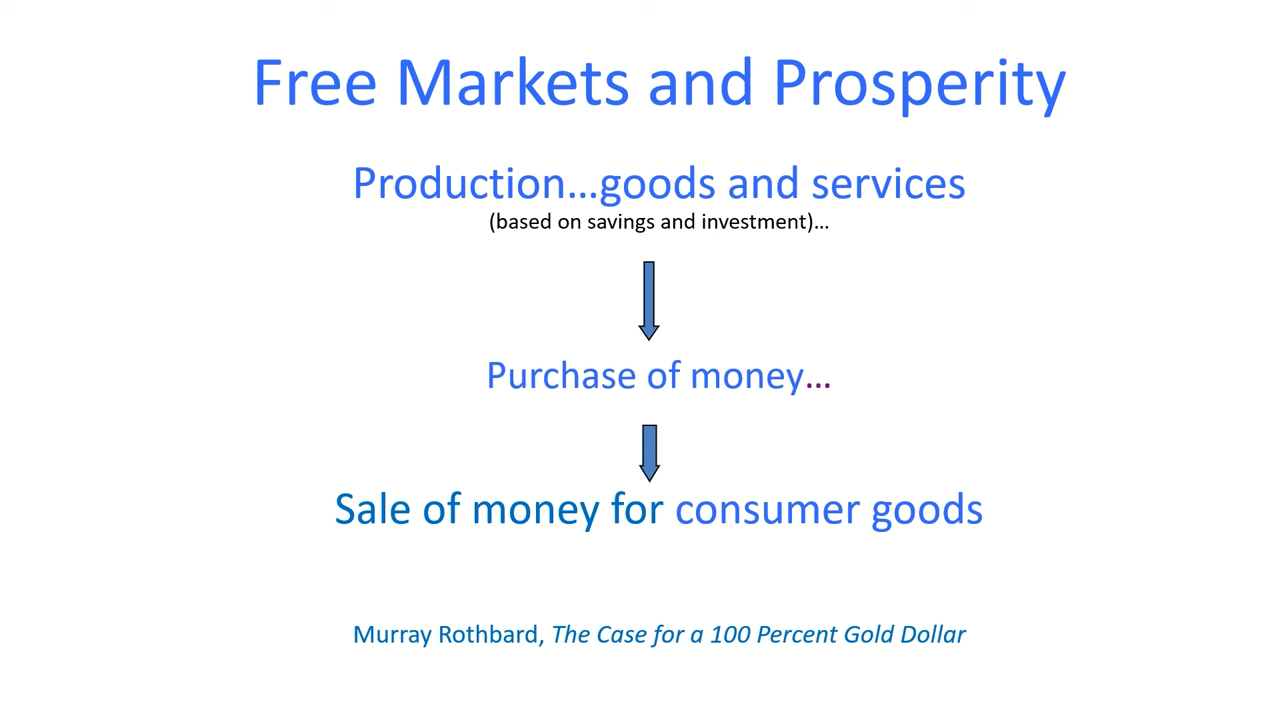 Free Markets and Prosperity
Production…goods and services
(based on savings and investment)…
Purchase of money…
Sale of money for consumer goods
Murray Rothbard, The Case for a 100 Percent Gold Dollar